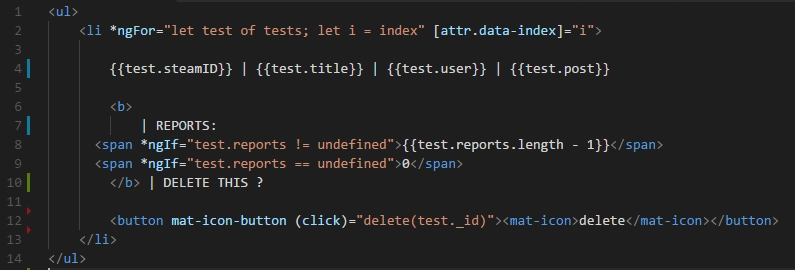 1 <ul>
2 <li *ngFor="let test of tests; let i = index" [attr.data-index]="i">
3
4 {{test.steamID}} | {{test.title}} | {{test.user}} | {{test.post}}
5
6 <b>
7 | REPORTS:
8 <span *ngIf="test.reports != undefined">{{test.reports.length - 1}}</span>
9 <span *ngIf="test.reports == undefined">0</span>
10 </b> | DELETE THIS ?
11
12 <button mat-icon-button (click)="delete(test._id)"><mat-icon>delete</mat-icon></button>
13 </li>
14 </ul>